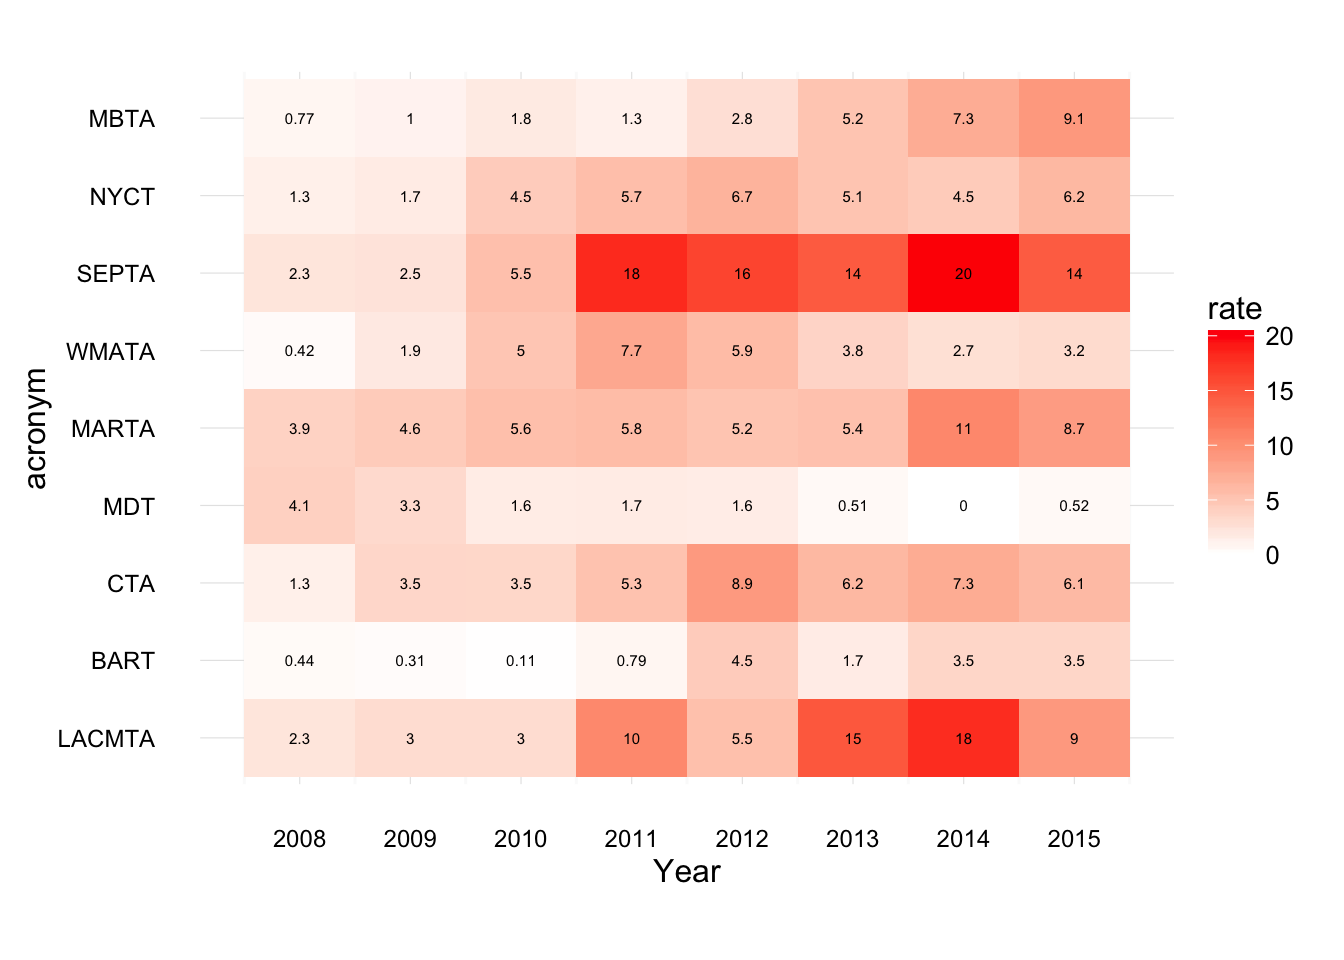 MBTA 0.77 1 1.8 1.3 2.8 5.2 7.3 9.1
NYCT 1.3 1.7 4.5 5.7 6.7 5.1 4.5 6.2
SEPTA 2.3 2.5 5.5 18 16 14 20 14
WMATA 0.42 1.9 5 7.7 5.9 3.8 2.7 3.2
MARTA 3.9 4.6 5.6 5.8 5.2 5.4 11 8.7
MDT 4.1 3.3 1.6 1.7 1.6 0.51 0 0.52
CTA 1.3 3.5 3.5 5.3 8.9 6.2 7.3 6.1
BART 0.44 0.31 0.11 0.79 4.5 1.7 3.5 3.5
LACMTA 2.3 3 3 10 5.5 15 18 9
2008 2009 2010 2011 2012 2013 2014 2015
Year
acronym
rate
20
15
10
5
0